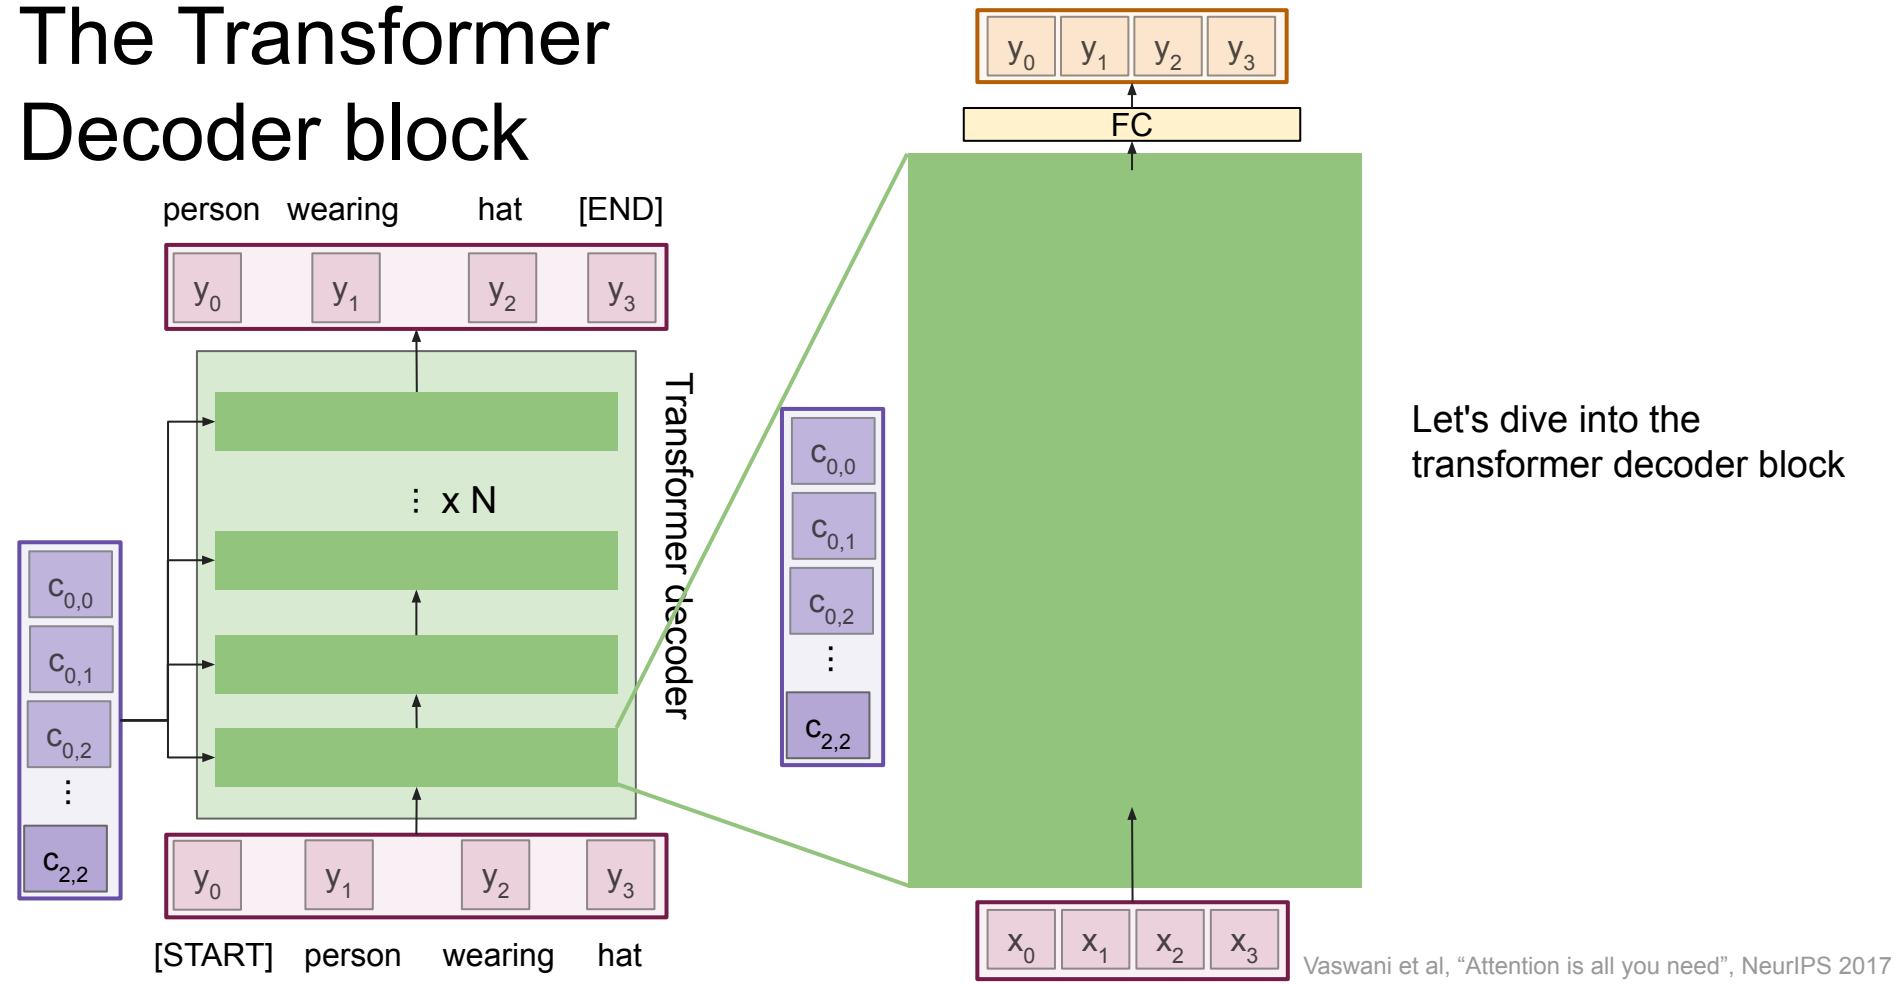 The Transformer
Decoder block
person wearing hat [END]
y0 y1 y2 y3
Transformer decoder
⋮ x N
c0,0
c0,1
c0,2
⋮
c2,2
y0 y1 y2 y3
[START] person wearing hat
y0 y1 y2 y3
FC
c0,0
c0,1
c0,2
⋮
c2,2
x0 x1 x2 x3
Let's dive into the
transformer decoder block
Vaswani et al, “Attention is all you need”, NeurIPS 2017